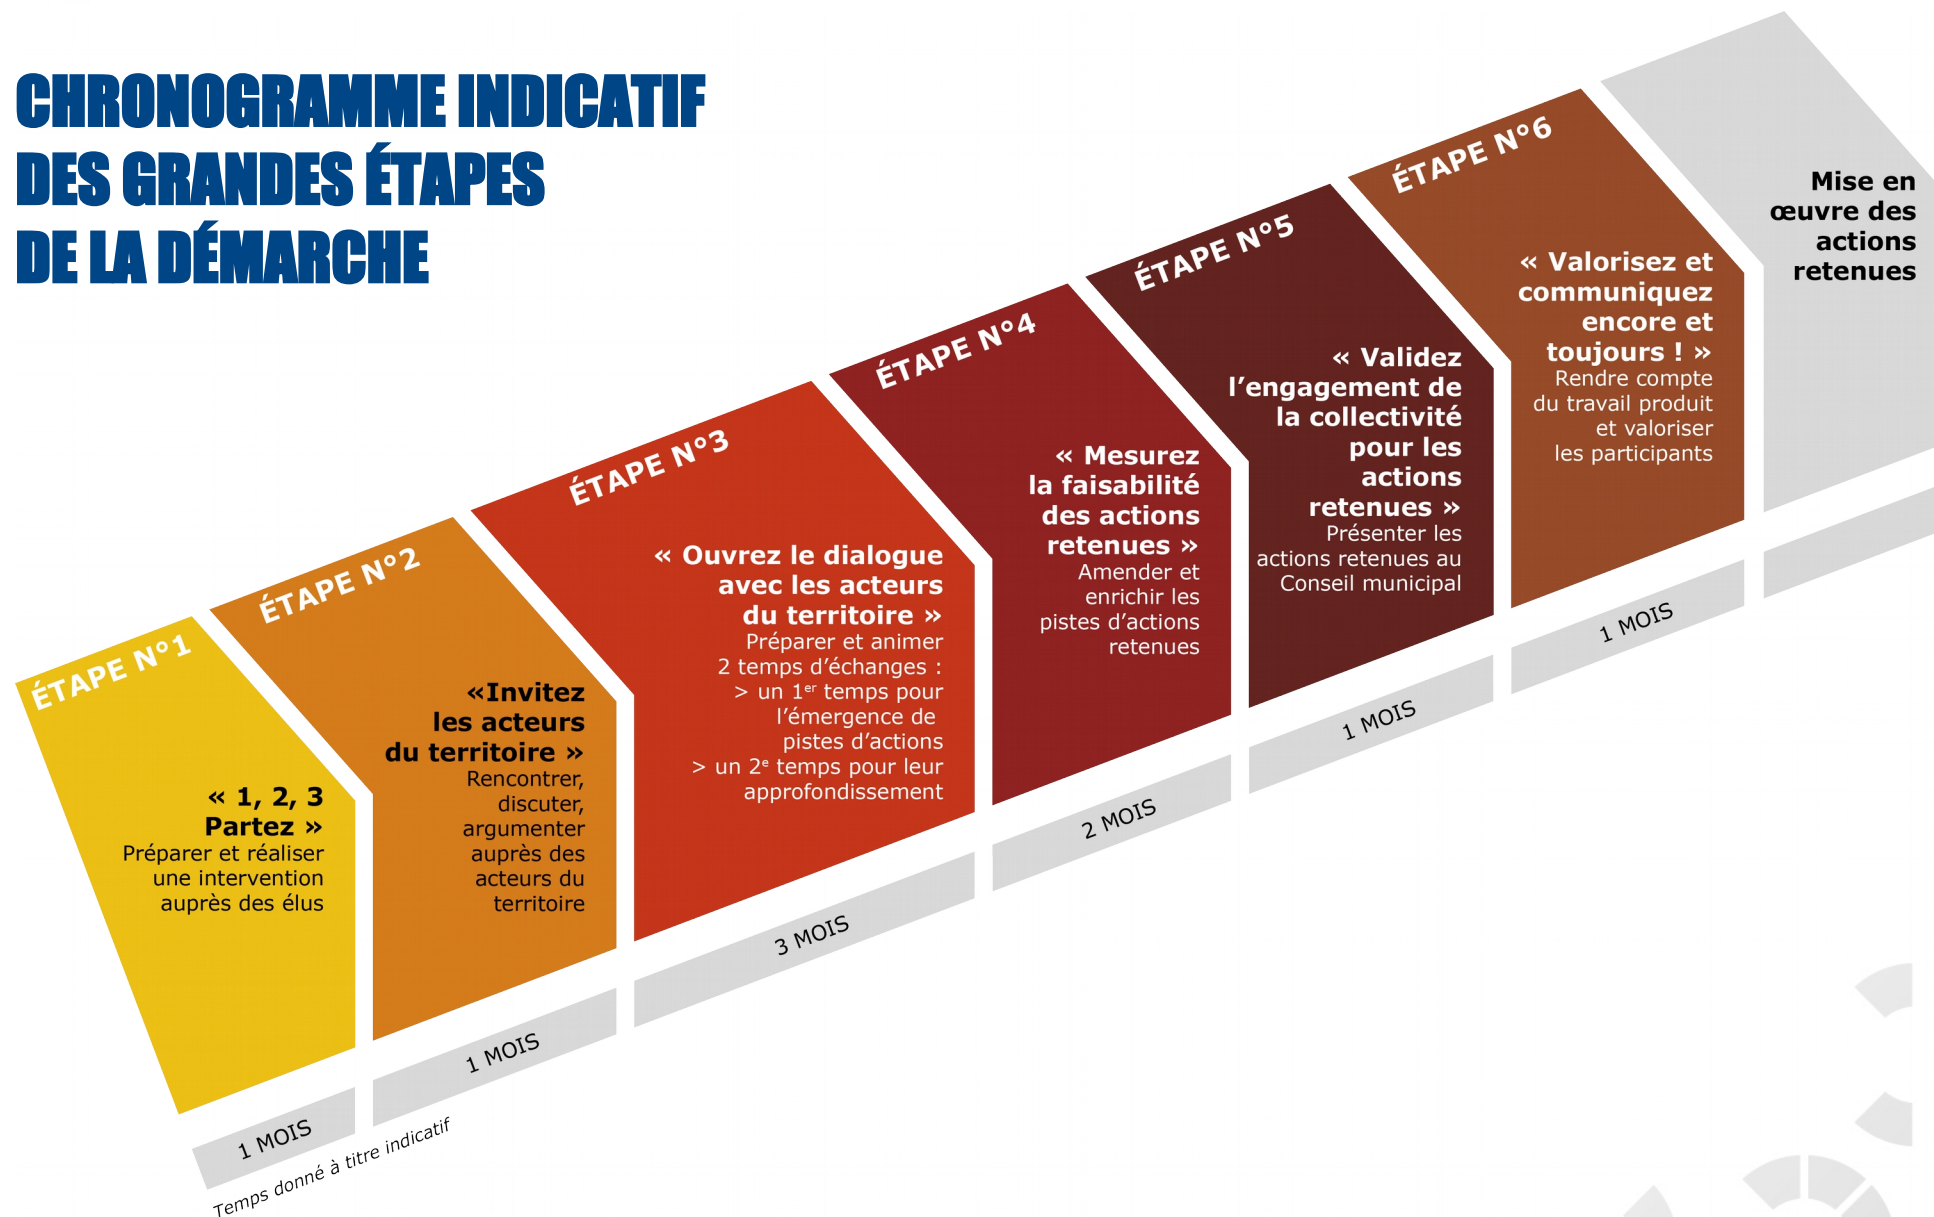 CHRONOGRAMME INDICATIF
DES GRANDES ÉTAPES
DE LA DÉMARCHE
ÉTAPE N°1
« 1, 2, 3
Partez »
Préparer et réaliser
une intervention
auprès des élus
1 MOIS
ÉTAPE N°2
«Invitez
les acteurs
du territoire »
Rencontrer,
discuter,
argumenter
auprès des
acteurs du
territoire
1 MOIS
ÉTAPE N°3
« Ouvrez le dialogue
avec les acteurs
du territoire »
Préparer et animer
2 temps d’échanges :
> un 1er temps pour
l’émergence de
pistes d’actions
> un 2e temps pour leur
approfondissement
3 MOIS
ÉTAPE N°4
« Mesurez
la faisabilité
des actions
retenues »
Amender et
enrichir les
pistes d’actions
retenues
2 MOIS
ÉTAPE N°5
« Validez
l’engagement de
la collectivité
pour les
actions
retenues »
Présenter les
actions retenues au
Conseil municipal
1 MOIS
ÉTAPE N°6
« Valorisez et
communiquez
encore et
toujours ! »
Rendre compte
du travail produit
et valoriser
les participants
1 MOIS
Mise en
œuvre des
actions
retenues
Temps donné à titre indicatif